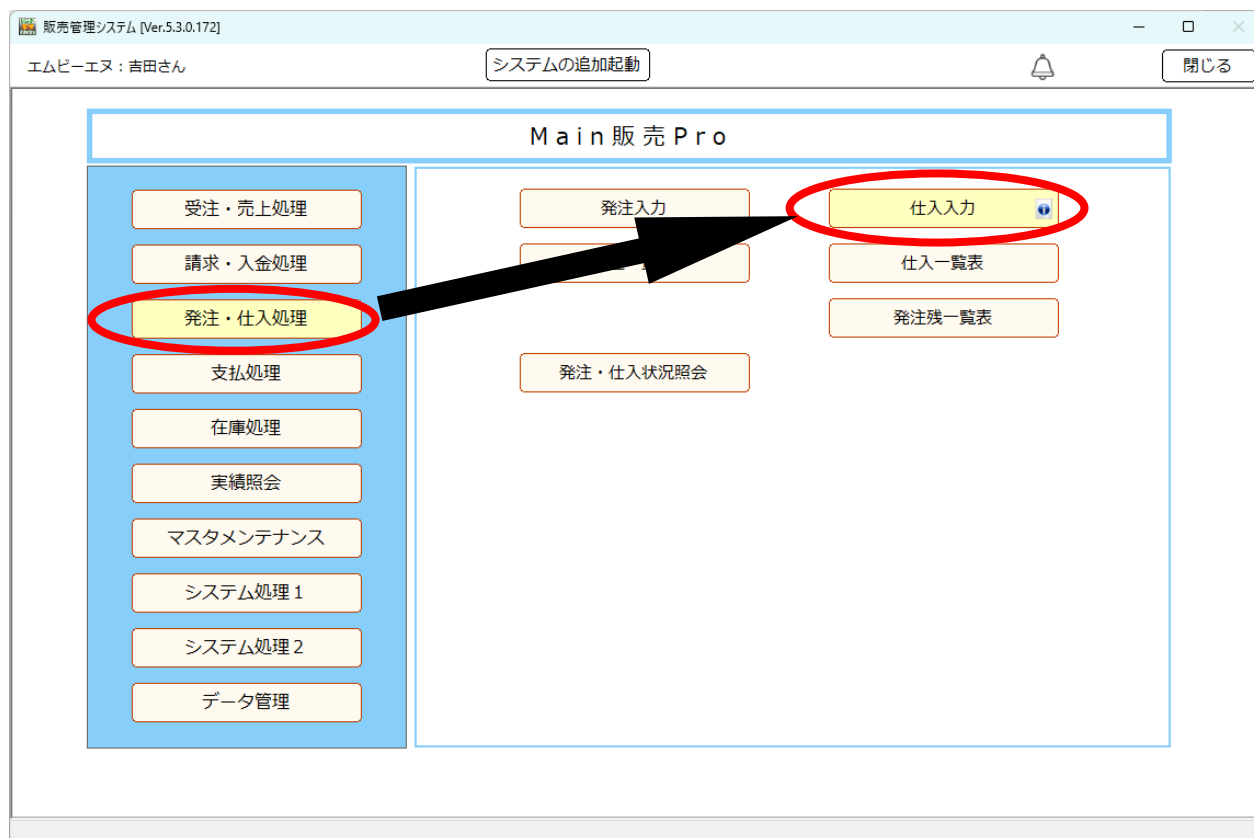 販売管理システム [Ver.5.3.0.172]
エムビーエヌ：吉田さん
システムの追加起動
閉じる
Main販売Pro
受注・売上処理
請求・入金処理
発注・仕入処理
支払処理
在庫処理
実績照会
マスタメンテナンス
システム処理１
システム処理２
データ管理
発注入力
仕入入力
仕入一覧表
発注残一覧表
発注・仕入状況照会